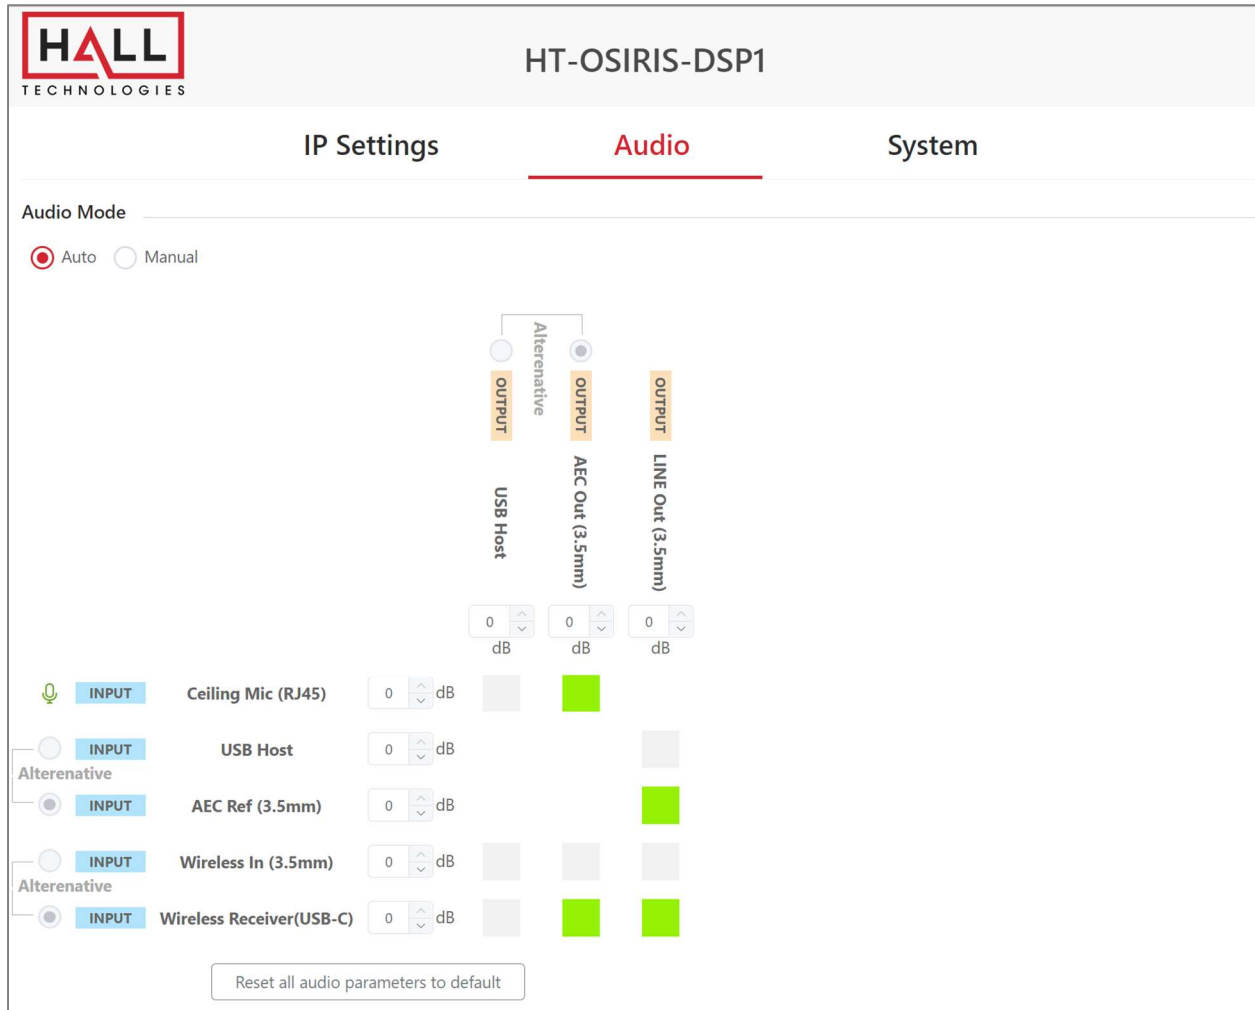 HALL
TECHNOLOGIES
HT-OSIRIS-DSP1
IP Settings Audio System
Audio Mode
Auto Manual
Alterenative
OUTPUT OUTPUT OUTPUT
USB Host AEC Out (3.5mm) LINE Out (3.5mm)
0 0 0
dB dB dB
INPUT Ceiling Mic (RJ45) 0 dB
INPUT USB Host 0 dB
Alterenative
INPUT AEC Ref (3.5mm) 0 dB
INPUT Wireless In (3.5mm) 0 dB
Alterenative
INPUT Wireless Receiver(USB-C) 0 dB
Reset all audio parameters to default